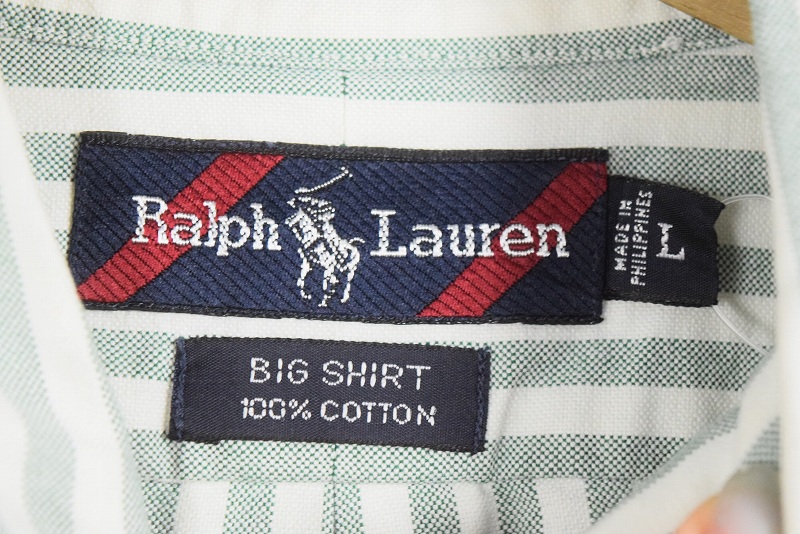 Ralph Lauren
MADE IN
PHILIPPINES
L
BIG SHIRT
100% COTTON